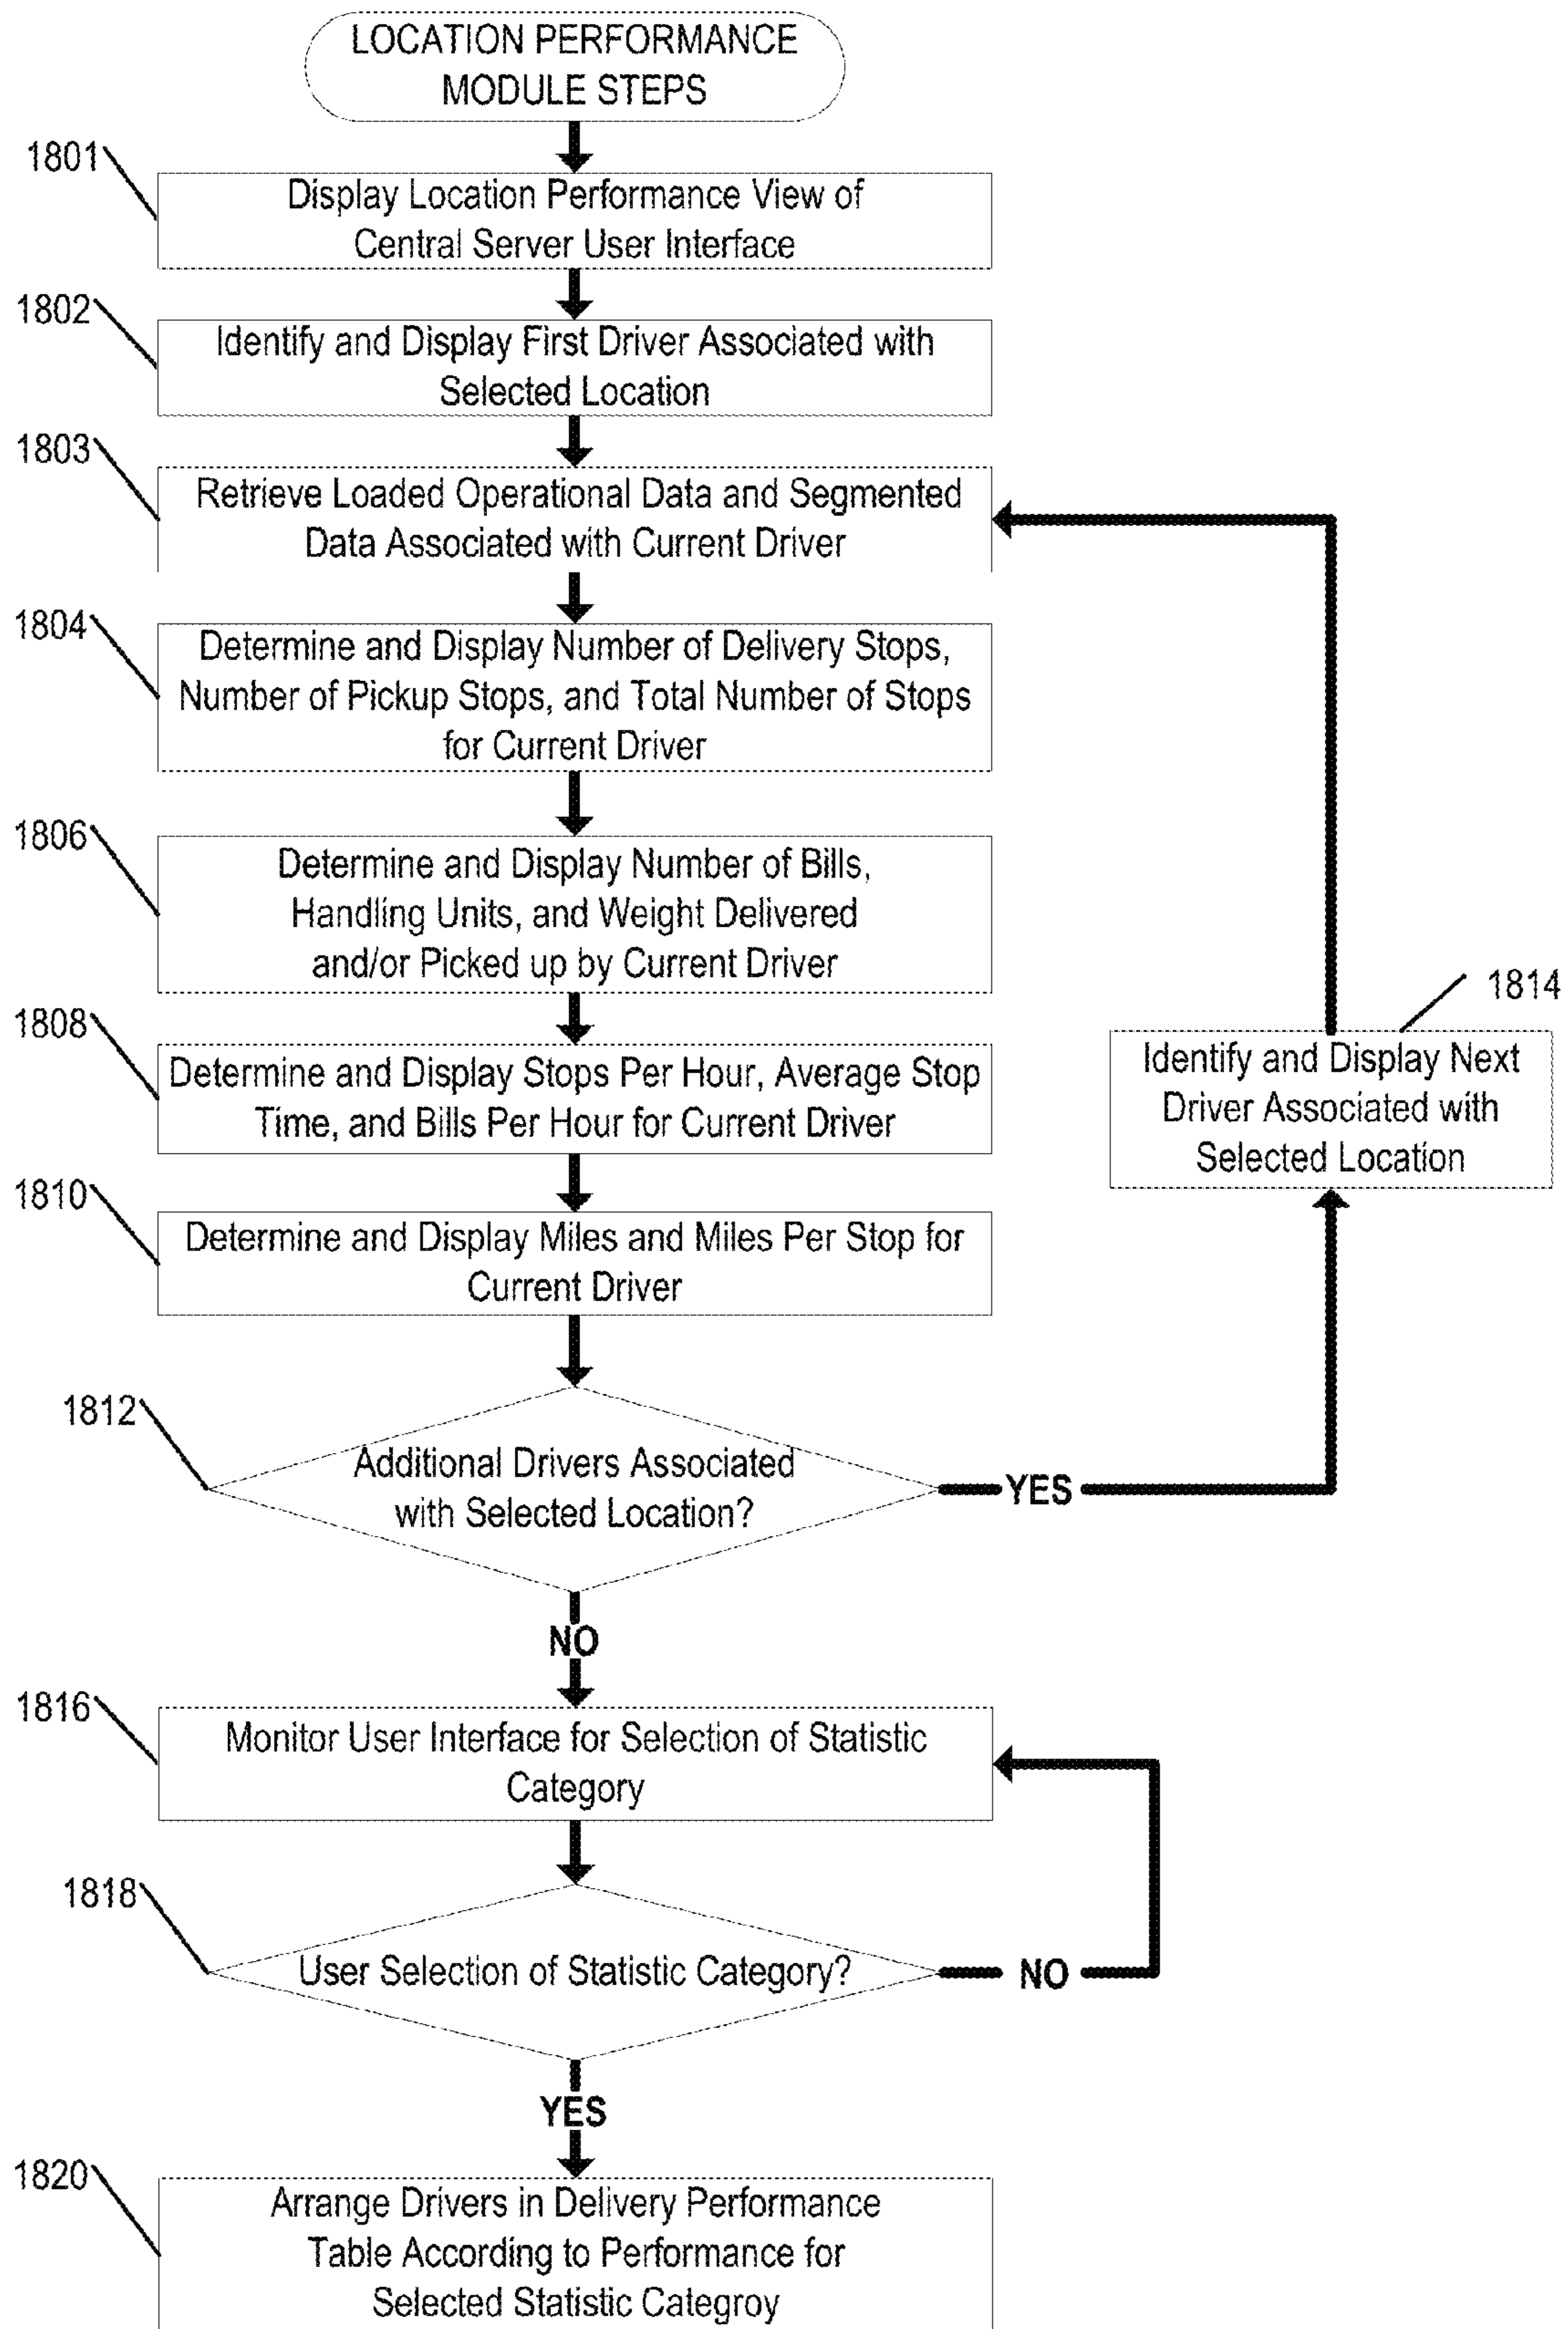 LOCATION PERFORMANCE
MODULE STEPS
1801
Display Location Performance View of
Central Server User Interface
1802
Identify and Display First Driver Associated with
Selected Location
1803
Retrieve Loaded Operational Data and Segmented
Data Associated with Current Driver
1804
Determine and Display Number of Delivery Stops,
Number of Pickup Stops, and Total Number of Stops
for Current Driver
1806
Determine and Display Number of Bills,
Handling Units, and Weight Delivered
and/or Picked up by Current Driver
1808
Determine and Display Stops Per Hour, Average Stop
Time, and Bills Per Hour for Current Driver
1810
Determine and Display Miles and Miles Per Stop for
Current Driver
1812
Additional Drivers Associated
with Selected Location?
YES
1814
Identify and Display Next
Driver Associated with
Selected Location
NO
1816
Monitor User Interface for Selection of Statistic
Category
1818
User Selection of Statistic Category?
NO
YES
1820
Arrange Drivers in Delivery Performance
Table According to Performance for
Selected Statistic Categroy